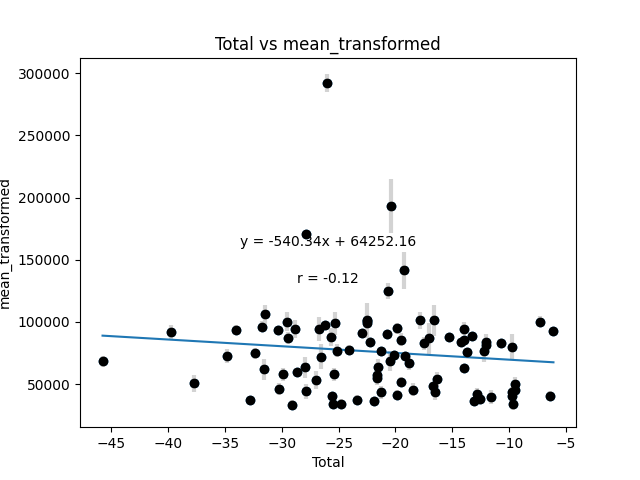 Total vs mean_transformed
300000
250000
200000
150000
100000
50000
mean_transformed
y = -540.34x + 64252.16
r = -0.12
−45 −40 −35 −30 −25 −20 −15 −10 −5
Total